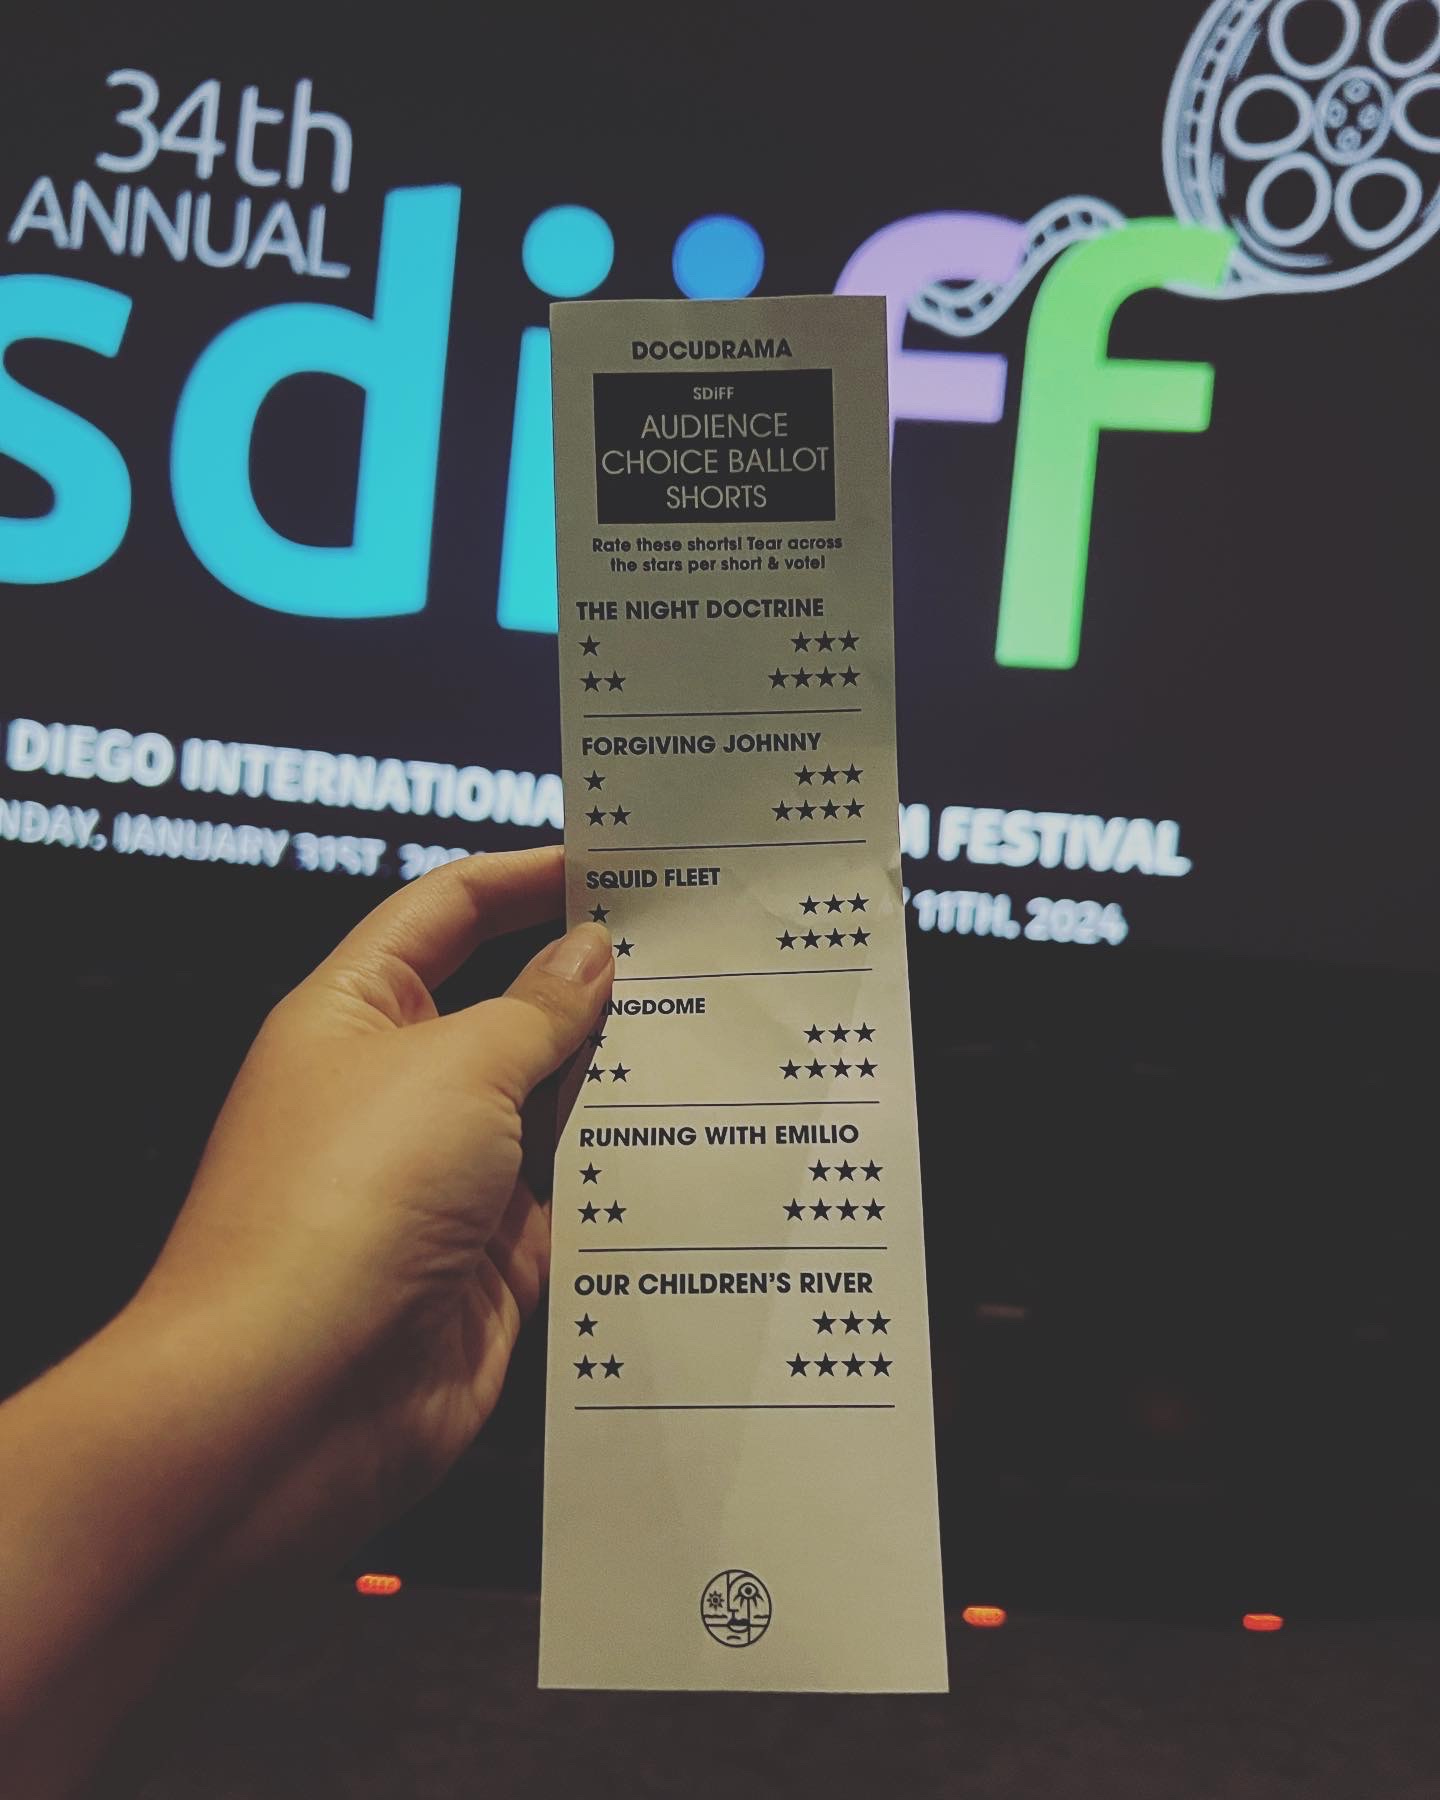 34th
ANNUAL
sdiff
DIEGO INTERNATIONA
M FESTIVAL
NDAY, JANUARY 31ST,
11TH, 2024
DOCUDRAMA
SDiFF
AUDIENCE
CHOICE BALLOT
SHORTS
Rate these shorts! Tear across
the stars per short & vote!
THE NIGHT DOCTRINE
★ ★★★
★★ ★★★★
FORGIVING JOHNNY
★ ★★★
★★ ★★★★
SQUID FLEET
★ ★★★
★ ★★★★
INGDOME
★ ★★★
★★ ★★★★
RUNNING WITH EMILIO
★ ★★★
★★ ★★★★
OUR CHILDREN'S RIVER
★ ★★★
★★ ★★★★